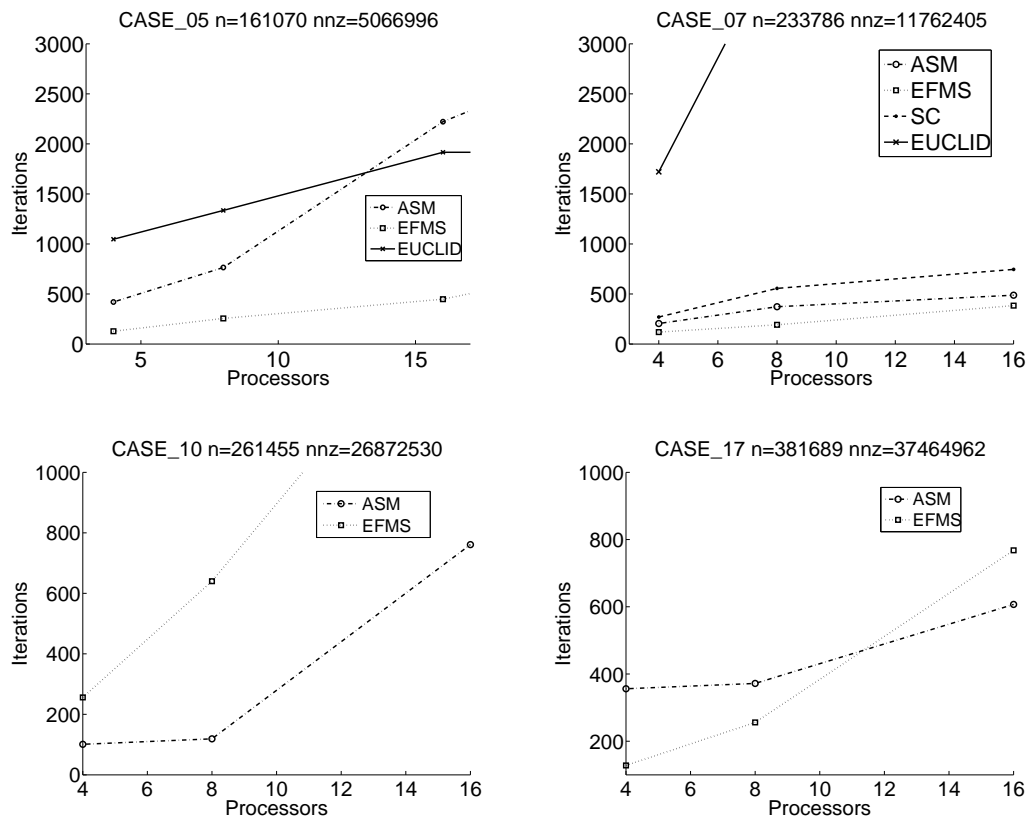 CASE_05 n=161070 nnz=5066996
3000
2500
2000
1500
1000
500
0
Iterations
ASM
EFMS
EUCLID
5 10 15
Processors
CASE_07 n=233786 nnz=11762405
3000
2500
2000
1500
1000
500
0
Iterations
ASM
EFMS
SC
EUCLID
4 6 8 10 12 14 16
Processors
CASE_10 n=261455 nnz=26872530
1000
800
600
400
200
0
Iterations
ASM
EFMS
4 6 8 10 12 14 16
Processors
CASE_17 n=381689 nnz=37464962
1000
800
600
400
200
Iterations
ASM
EFMS
4 6 8 10 12 14 16
Processors